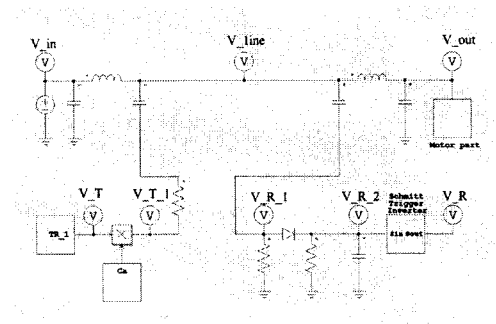 V_in
V_line
V_out
V
V
V
Motor part
V_T
V_T_1
V_R_1
V_R_2
Schmitt
Trigger
Inverter
V_R
V
V
V
V
V
TR_1
Sin Sout
Ca